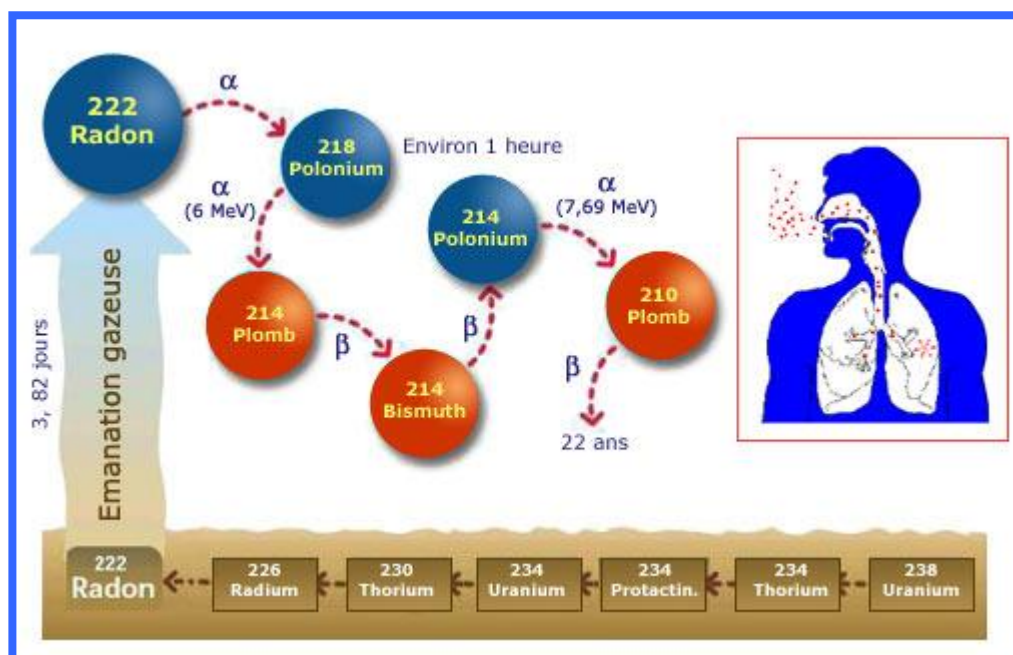 222
Radon
α
218
Polonium
Environ 1 heure
α
(6 MeV)
214
Polonium
α
(7,69 MeV)
214
Plomb
β
214
Bismuth
β
210
Plomb
β
22 ans
3, 82 jours
Emanation gazeuse
222
Radon
226
Radium
230
Thorium
234
Uranium
234
Protactin.
234
Thorium
238
Uranium